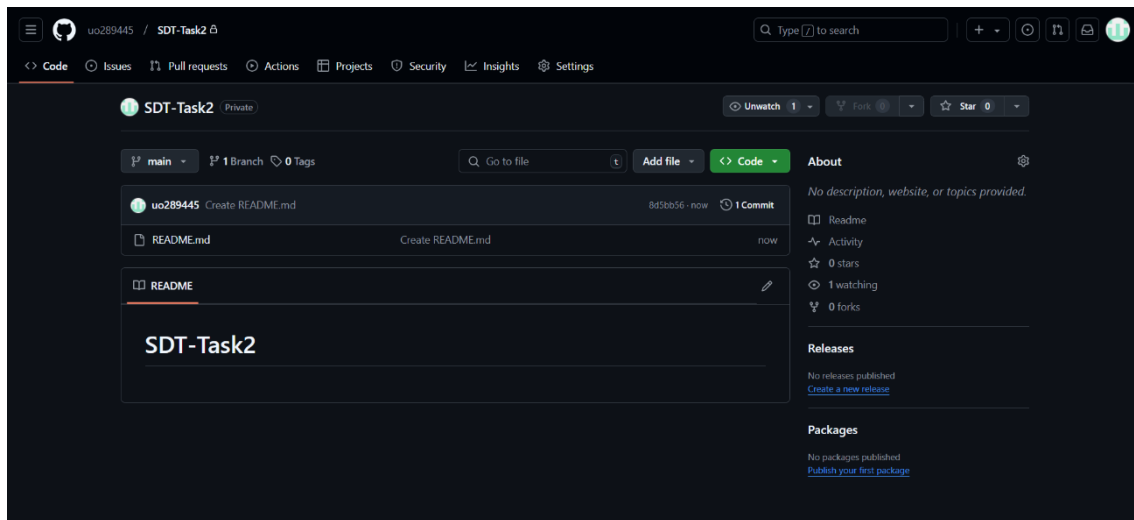 uo289445 / SDT-Task2
Type / to search
Code Issues Pull requests Actions Projects Security Insights Settings
SDT-Task2 Private
Unwatch 1 Fork 0 Star 0
main 1 Branch 0 Tags Go to file t Add file Code
uo289445 Create README.md 8d5bb56 · now 1 Commit
README.md Create README.md now
README
SDT-Task2
About
No description, website, or topics provided.
Readme
Activity
0 stars
1 watching
0 forks
Releases
No releases published
Create a new release
Packages
No packages published
Publish your first package